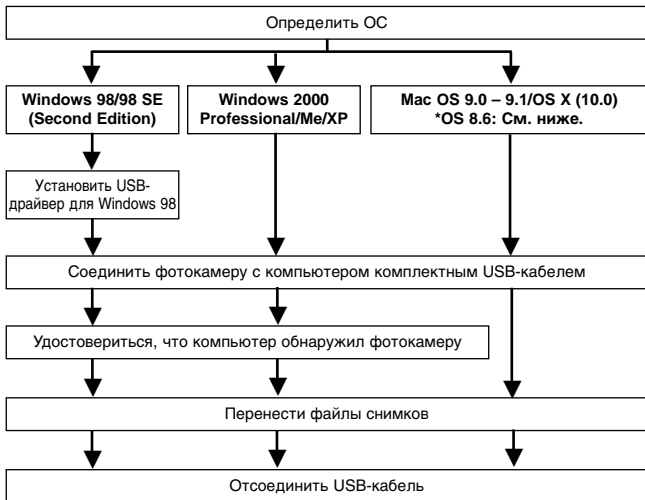 Определить ОС
Windows 98/98 SE
(Second Edition)
Windows 2000
Professional/Me/XP
Mac OS 9.0 – 9.1/OS X (10.0)
*OS 8.6: См. ниже.
Установить USB-
драйвер для Windows 98
Соединить фотокамеру с компьютером комплектным USB-кабелем
Удостовериться, что компьютер обнаружил фотокамеру
Перенести файлы снимков
Отсоединить USB-кабель